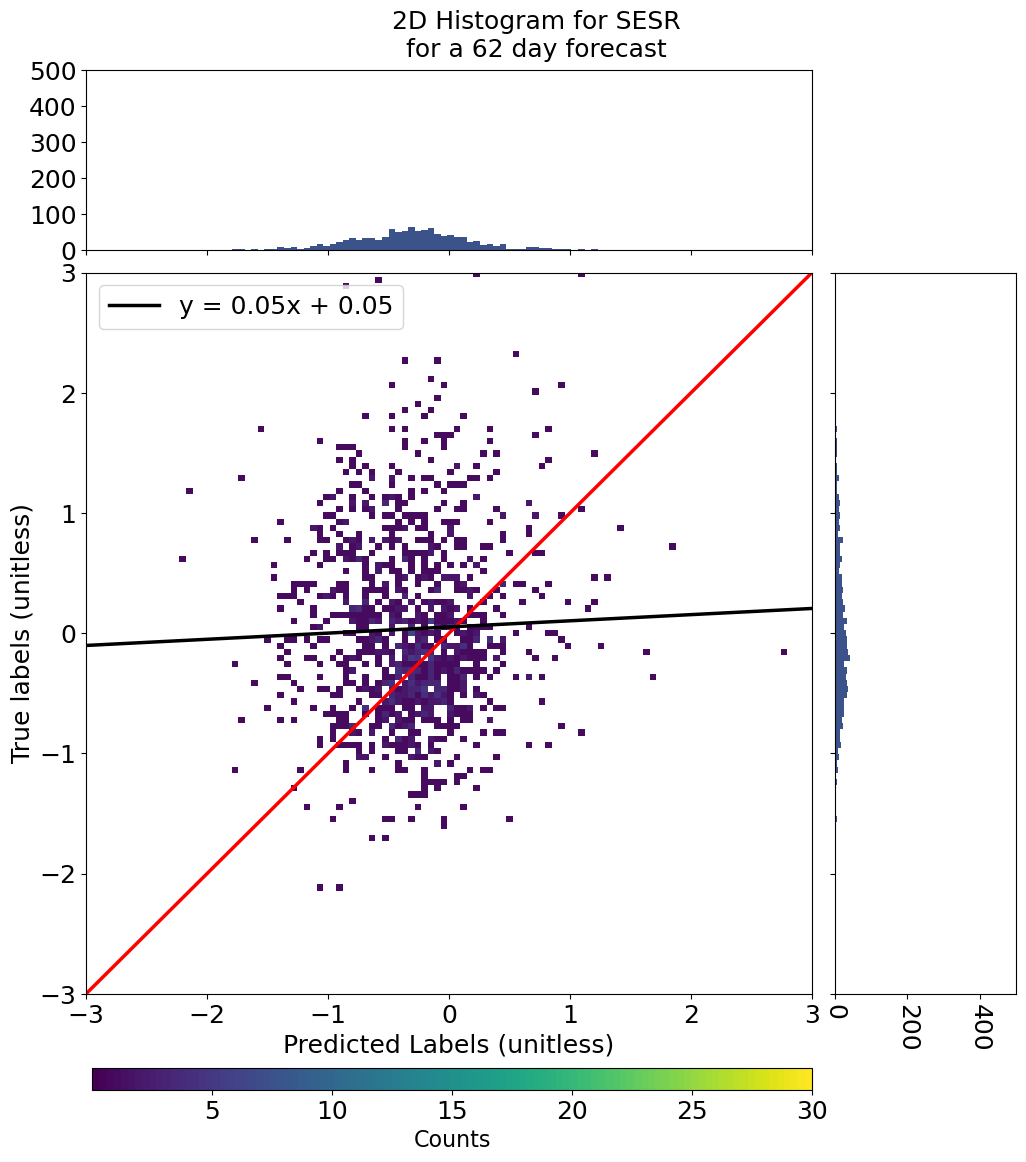 2D Histogram for SESR
for a 62 day forecast
500
400
300
200
100
0
3
2
1
0
−1
−2
−3
True labels (unitless)
y = 0.05x + 0.05
−3 −2 −1 0 1 2 3
Predicted Labels (unitless)
0 200 400
5 10 15 20 25 30
Counts